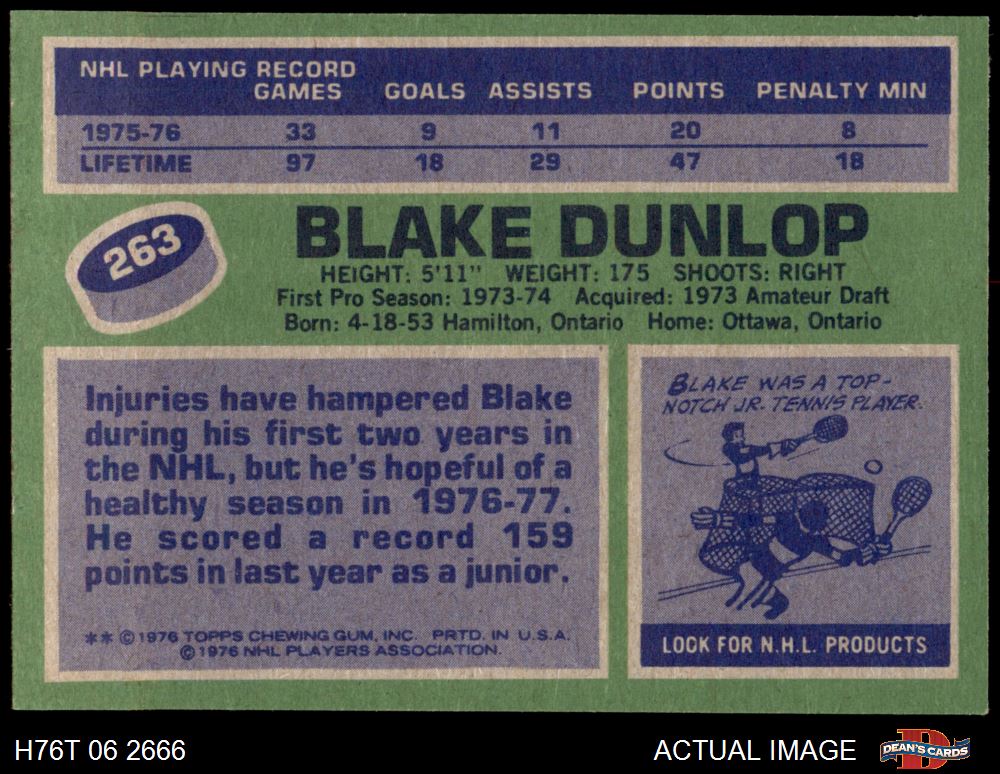 NHL PLAYING RECORD
GAMES GOALS ASSISTS POINTS PENALTY MIN
1975-76 33 9 11 20 8
LIFETIME 97 18 29 47 18
263
BLAKE DUNLOP
HEIGHT: 5'11" WEIGHT: 175 SHOOTS: RIGHT
First Pro Season: 1973-74 Acquired: 1973 Amateur Draft
Born: 4-18-53 Hamilton, Ontario Home: Ottawa, Ontario
Injuries have hampered Blake
during his first two years in
the NHL, but he's hopeful of a
healthy season in 1976-77.
He scored a record 159
points in last year as a junior.
** © 1976 TOPPS CHEWING GUM, INC. PRTD. IN U.S.A.
© 1976 NHL PLAYERS ASSOCIATION.
BLAKE WAS A TOP-
NOTCH JR. TENNIS PLAYER.
LOOK FOR N.H.L. PRODUCTS
H76T 06 2666 ACTUAL IMAGE
D
DEAN'S CARDS